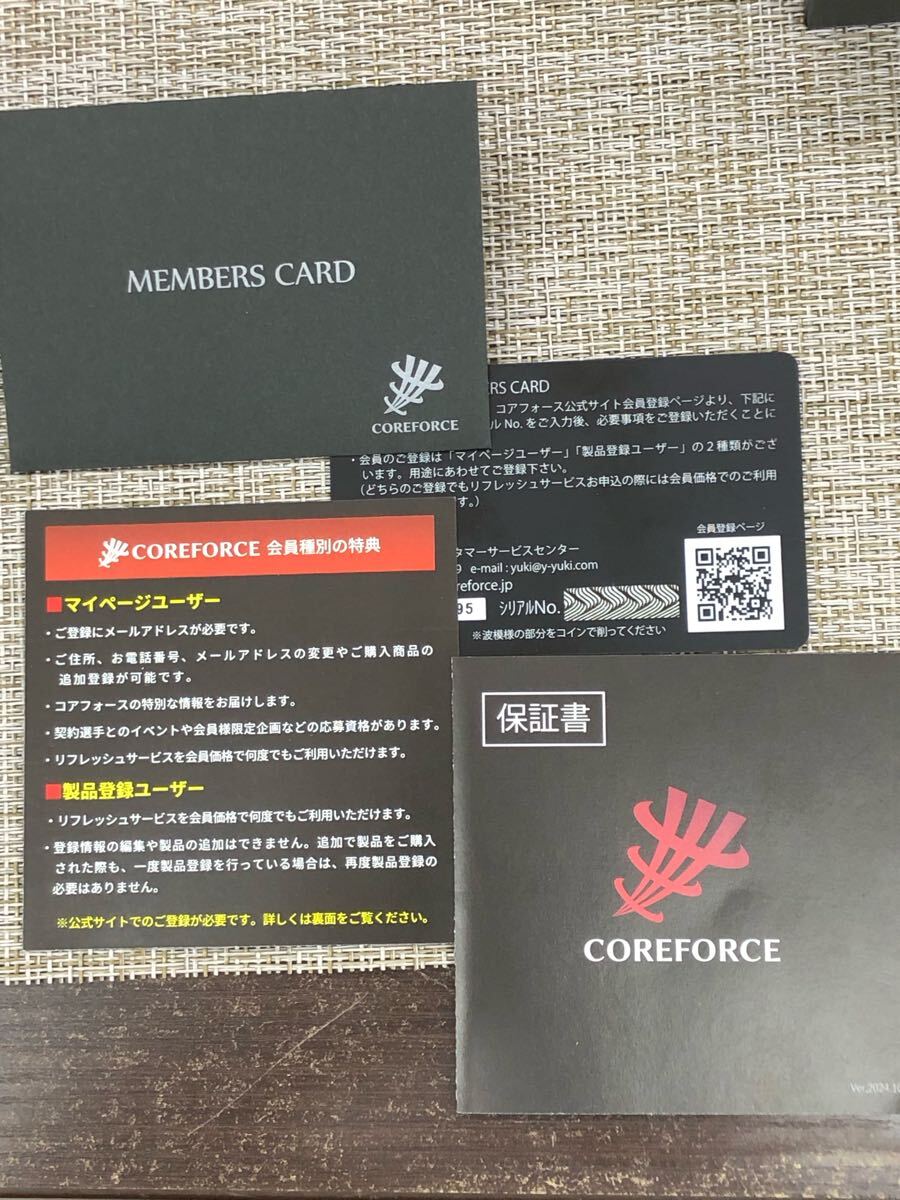 MEMBERS CARD
COREFORCE
RS CARD
コアフォース公式サイト会員登録ページより、下記に
ル No. をご入力後、必要事項をご登録いただくことに
・会員のご登録は「マイページユーザー」「製品登録ユーザー」の2種類がござ
います。用途にあわせてご登録下さい。
(どちらのご登録でもリフレッシュサービスお申込の際には会員価格でのご利用
す。)
会員登録ページ
タマーサービスセンター
9 e-mail : yuki@y-yuki.com
reforce.jp
95 シリアルNo.
※波模様の部分をコインで削ってください
COREFORCE 会員種別の特典
■マイページユーザー
・ご登録にメールアドレスが必要です。
・ご住所、お電話番号、メールアドレスの変更やご購入商品の
追加登録が可能です。
・コアフォースの特別な情報をお届けします。
・契約選手とのイベントや会員様限定企画などの応募資格があります。
・リフレッシュサービスを会員価格で何度でもご利用いただけます。
■製品登録ユーザー
・リフレッシュサービスを会員価格で何度でもご利用いただけます。
・登録情報の編集や製品の追加はできません。追加で製品をご購入
された際も、一度製品登録を行っている場合は、再度製品登録の
必要はありません。
※公式サイトでのご登録が必要です。詳しくは裏面をご覧ください。
保証書
COREFORCE
Ver.2024.10